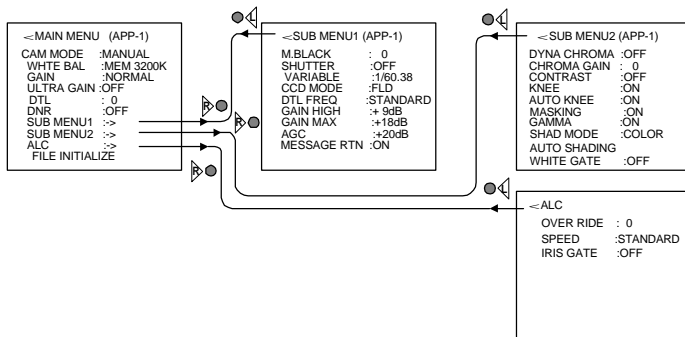 <MAIN MENU (APP-1)
CAM MODE :MANUAL
WHTE BAL :MEM 3200K
GAIN :NORMAL
ULTRA GAIN :OFF
DTL : 0
DNR :OFF
SUB MENU1 :->
SUB MENU2 :->
ALC :->
FILE INITIALIZE
R
R
R
L
<SUB MENU1 (APP-1)
M.BLACK : 0
SHUTTER :OFF
VARIABLE :1/60.38
CCD MODE :FLD
DTL FREQ :STANDARD
GAIN HIGH :+ 9dB
GAIN MAX :+18dB
AGC :+20dB
MESSAGE RTN :ON
L
<SUB MENU2 (APP-1)
DYNA CHROMA :OFF
CHROMA GAIN : 0
CONTRAST :OFF
KNEE :ON
AUTO KNEE :ON
MASKING :ON
GAMMA :ON
SHAD MODE :COLOR
AUTO SHADING
WHITE GATE :OFF
L
<ALC
OVER RIDE : 0
SPEED :STANDARD
IRIS GATE :OFF